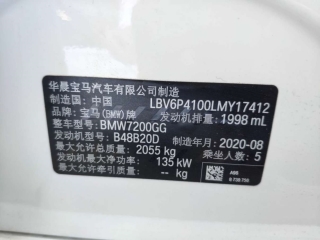 华晨宝马汽车有限公司制造
制造国：中国 LBV6P4100LMY17412
品牌：宝马(BMW)牌 发动机排量：1998 mL
整车型号：BMW7200GG
发动机型号：B48B20D 制造年月：2020-08
最大允许总质量：2055 kg 乘坐人数：5
最大净功率： 135 kW
最大允许牵引质量： -- kg